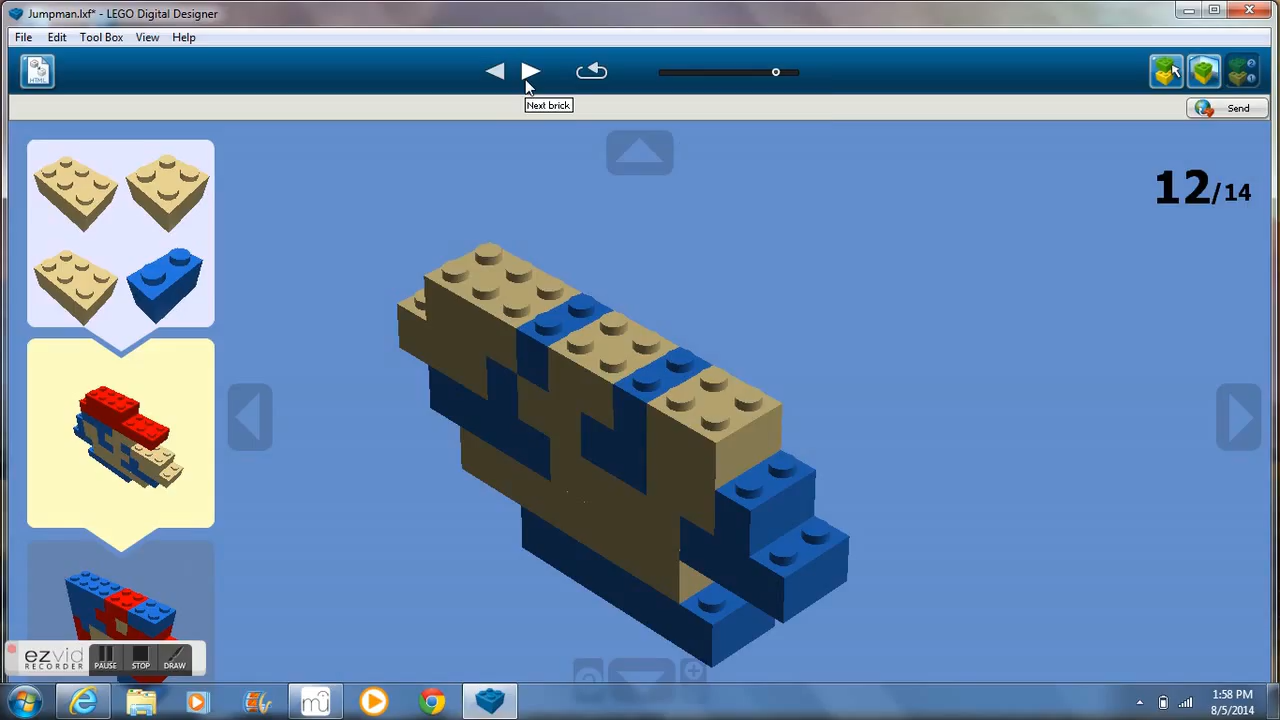 Jumpman.lxf* - LEGO Digital Designer
File Edit Tool Box View Help
HTML
Next brick
Send
12/14
ezvid
RECORDER
PAUSE STOP DRAW
1:58 PM
8/5/2014